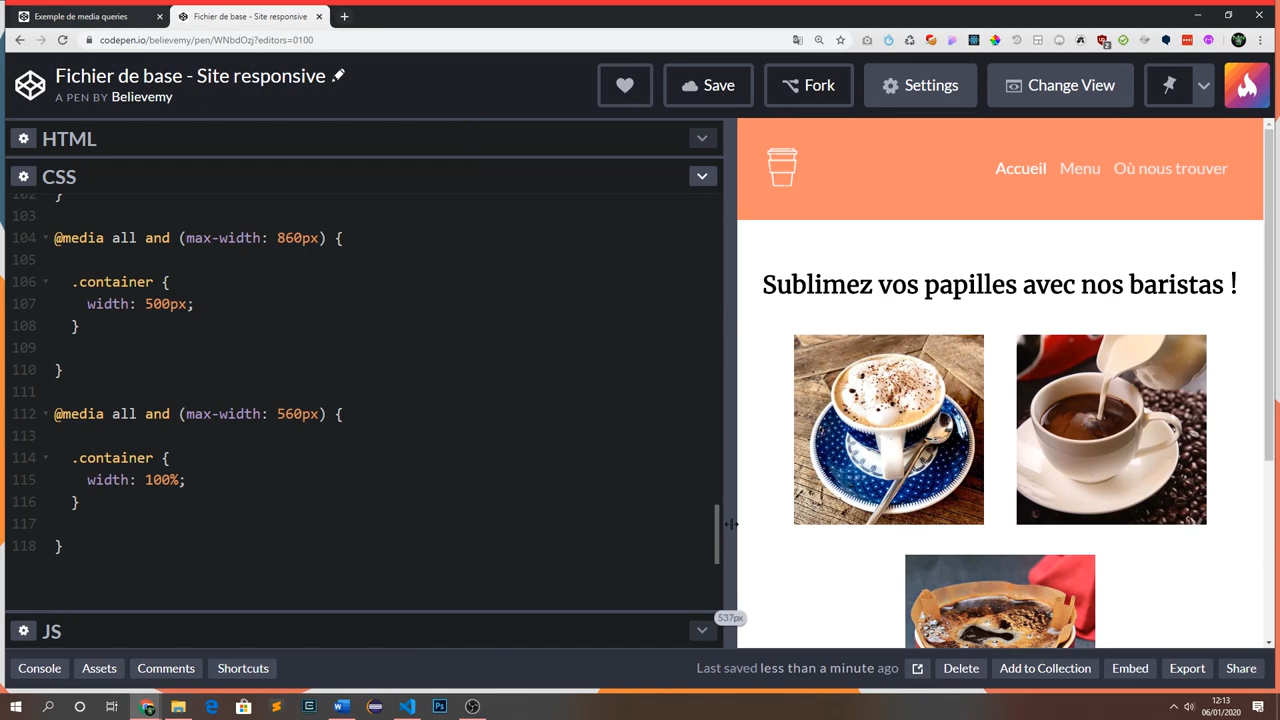 Exemple de media queries
Fichier de base - Site responsive
codepen.io/believemy/pen/WNbdOzj?editors=0100
2
Fichier de base - Site responsive
A PEN BY Believemy
Save
Fork
Settings
Change View
HTML
CSS
102 }
103
104 @media all and (max-width: 860px) {
105
106 .container {
107 width: 500px;
108 }
109
110 }
111
112 @media all and (max-width: 560px) {
113
114 .container {
115 width: 100%;
116 }
117
118 }
JS
537px
Accueil Menu Où nous trouver
Sublimez vos papilles avec nos baristas !
Console Assets Comments Shortcuts
Last saved less than a minute ago
Delete Add to Collection Embed Export Share
12:13
06/01/2020